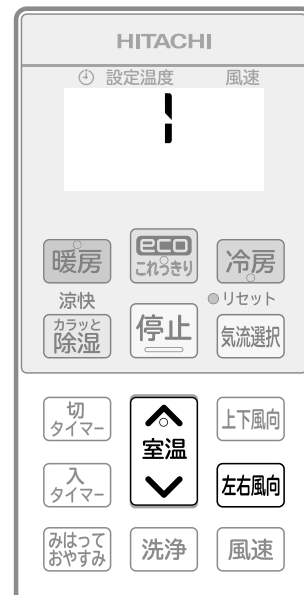 HITACHI
設定温度 風速
1
暖房
eco
これっきり
冷房
涼快
カラッと
除湿
停止
●リセット
気流選択
切
タイマー
室温
上下風向
入
タイマー
左右風向
みはって
おやすみ
洗浄
風速